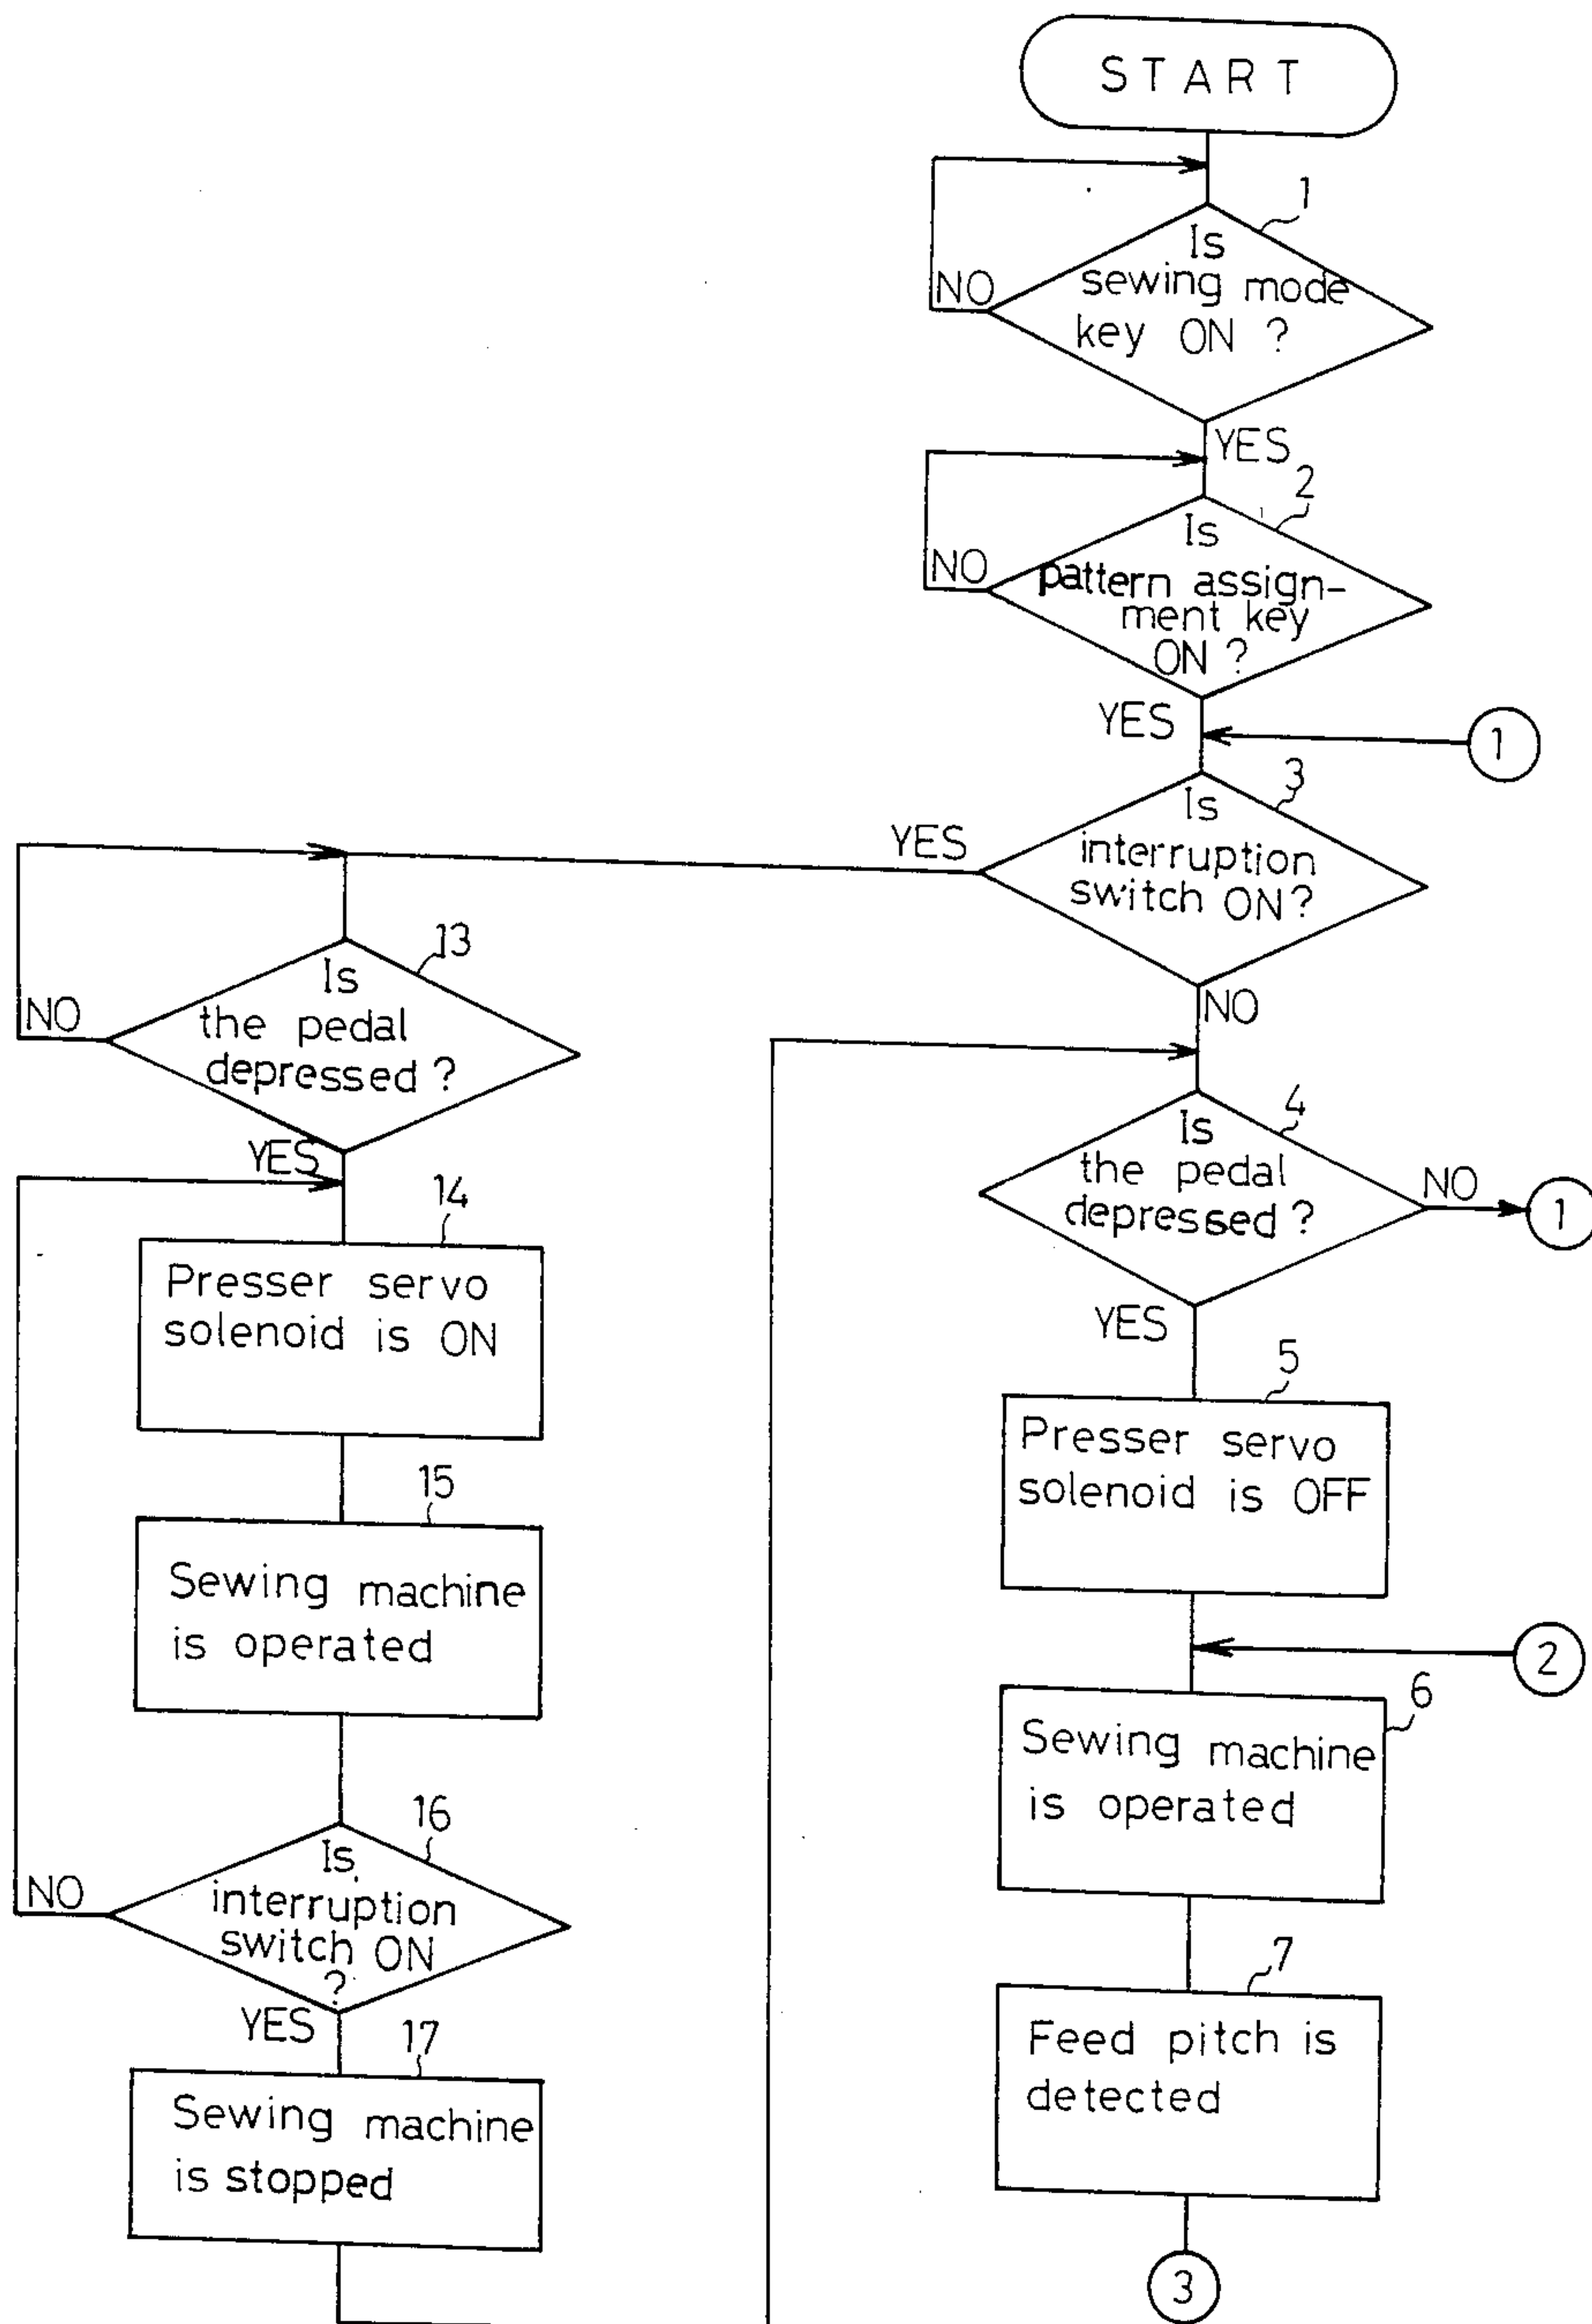 START
1
Is
sewing mode
key ON ?
NO
YES
2
Is
pattern assign-
ment key
ON ?
NO
YES
1
3
Is
interruption
switch ON?
YES
NO
13
Is
the pedal
depressed ?
NO
YES
4
Is
the pedal
depressed ?
NO
1
YES
14
Presser servo
solenoid is ON
5
Presser servo
solenoid is OFF
15
Sewing machine
is operated
2
6
Sewing machine
is operated
16
Is
interruption
switch ON
?
NO
YES
7
Feed pitch is
detected
17
Sewing machine
is stopped
3